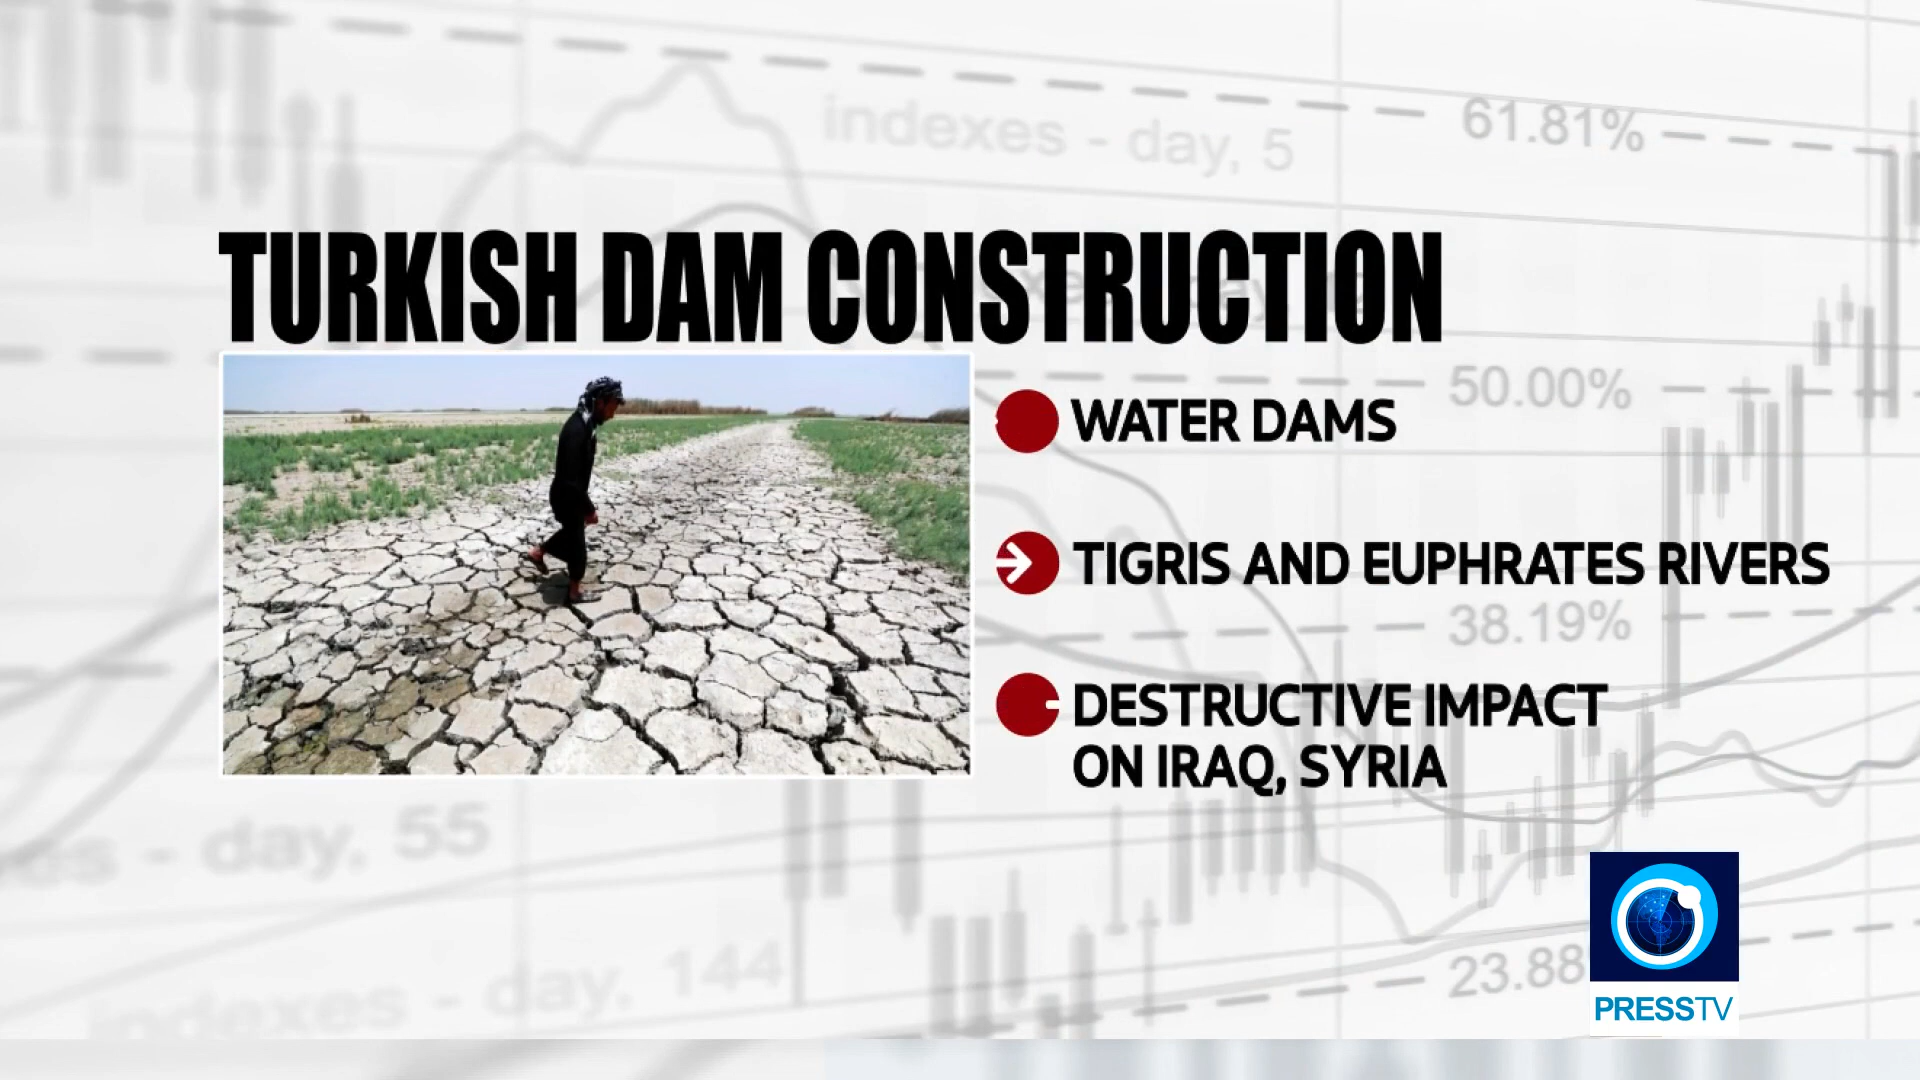 indexes - day, 5
61.81%
TURKISH DAM CONSTRUCTION
50.00%
WATER DAMS
TIGRIS AND EUPHRATES RIVERS
38.19%
DESTRUCTIVE IMPACT
ON IRAQ, SYRIA
- day, 55
indexes - day, 144
23.88
PRESSTV